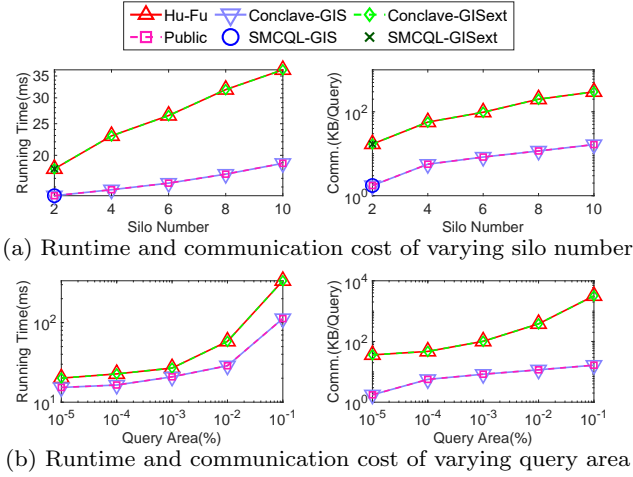 Hu-Fu Conclave-GIS Conclave-GISext
Public SMCQL-GIS SMCQL-GISext
Running Time(ms)
35
30
25
20
2 4 6 8 10
Silo Number
Comm.(KB/Query)
10^2
10^0
2 4 6 8 10
Silo Number
(a) Runtime and communication cost of varying silo number
Running Time(ms)
10^2
10^1
10^-5 10^-4 10^-3 10^-2 10^-1
Query Area(%)
Comm.(KB/Query)
10^4
10^2
10^0
10^-5 10^-4 10^-3 10^-2 10^-1
Query Area(%)
(b) Runtime and communication cost of varying query area